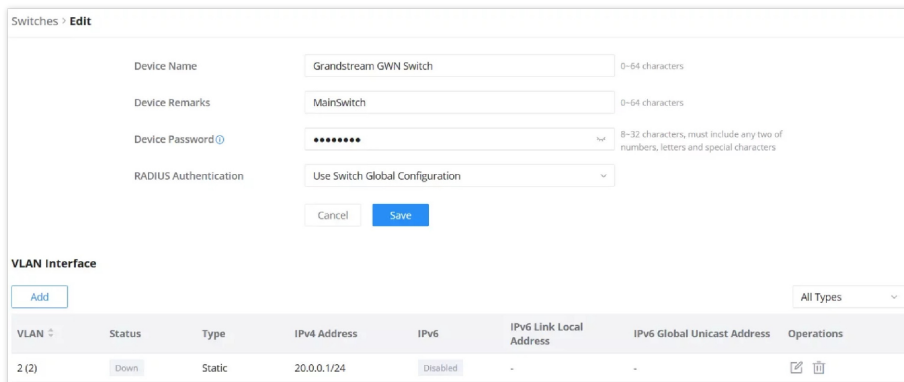 Switches > Edit
Device Name
Grandstream GWN Switch
0~64 characters
Device Remarks
MainSwitch
0~64 characters
Device Password
••••••••
8~32 characters, must include any two of
numbers, letters and special characters
RADIUS Authentication
Use Switch Global Configuration
Cancel
Save
VLAN Interface
Add
All Types
VLAN Status Type IPv4 Address IPv6 IPv6 Link Local Address IPv6 Global Unicast Address Operations
2 (2) Down Static 20.0.0.1/24 Disabled - -